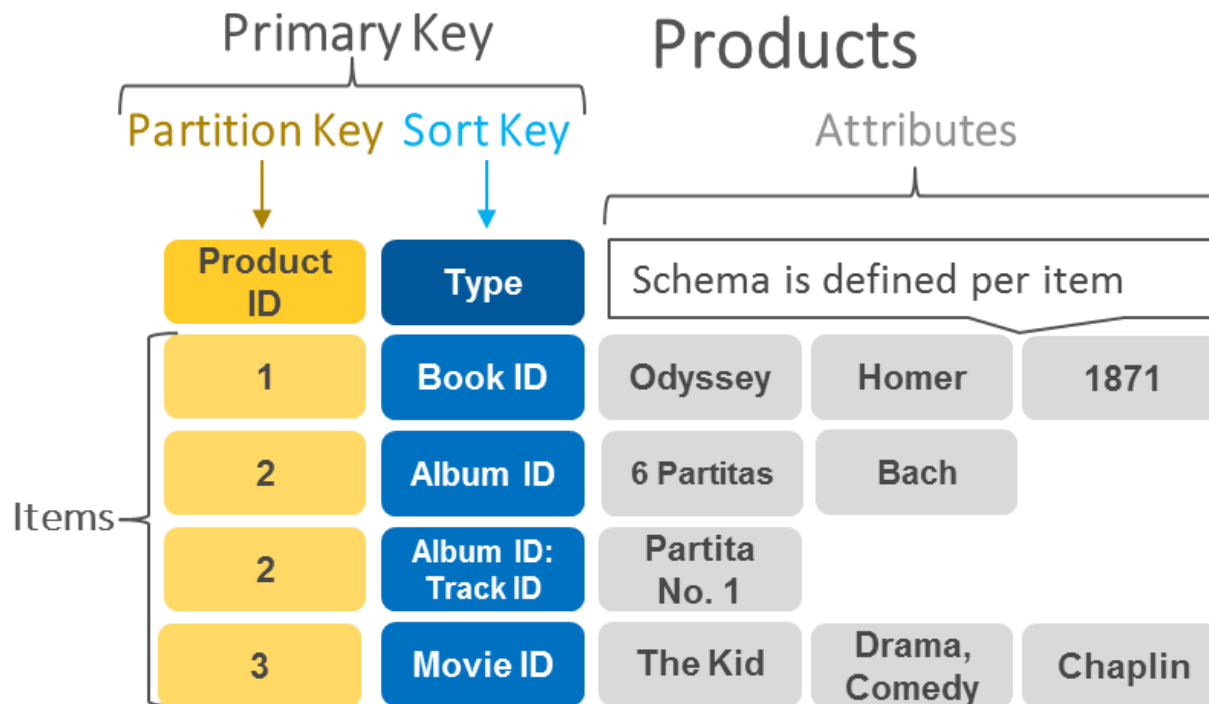 Primary Key
Products
Partition Key
Sort Key
Attributes
Product
ID
Type
Schema is defined per item
Items
1
Book ID
Odyssey
Homer
1871
2
Album ID
6 Partitas
Bach
2
Album ID:
Track ID
Partita
No. 1
3
Movie ID
The Kid
Drama,
Comedy
Chaplin